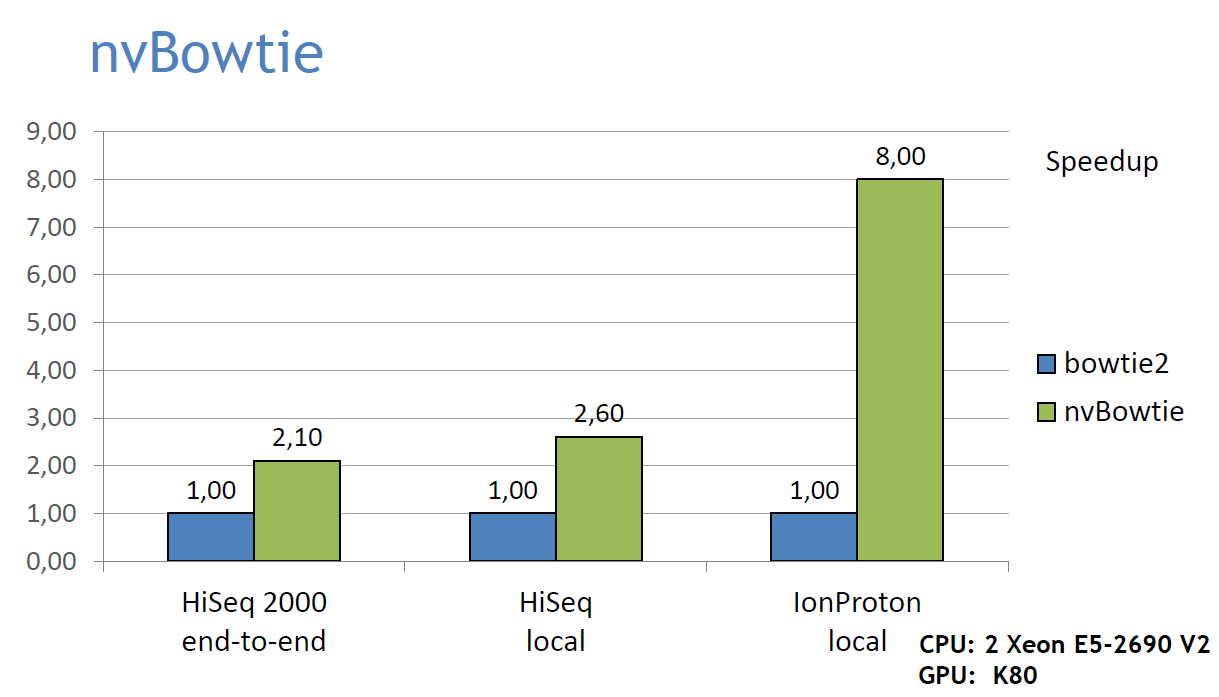 nvBowtie
9,00
8,00
7,00
6,00
5,00
4,00
3,00
2,00
1,00
0,00
1,00
2,10
1,00
2,60
1,00
8,00
HiSeq 2000
end-to-end
HiSeq
local
IonProton
local
Speedup
bowtie2
nvBowtie
CPU: 2 Xeon E5-2690 V2
GPU: K80